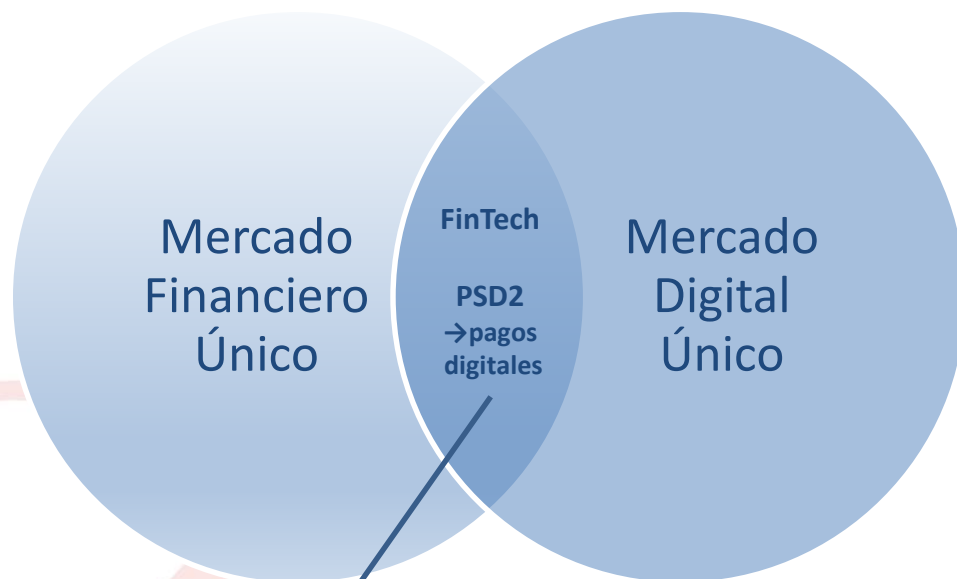 Mercado
Financiero
Único
FinTech
PSD2
→pagos
digitales
Mercado
Digital
Único